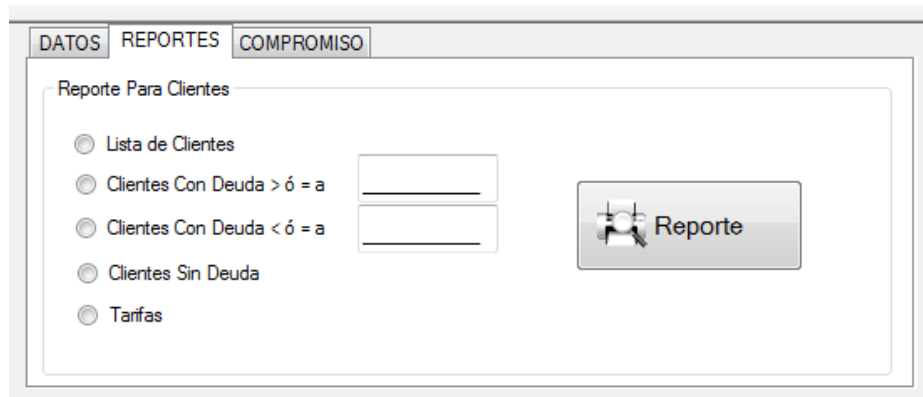 DATOS REPORTES COMPROMISO
Reporte Para Clientes
Lista de Clientes
Clientes Con Deuda > ó = a
Clientes Con Deuda < ó = a
Clientes Sin Deuda
Tarifas
Reporte